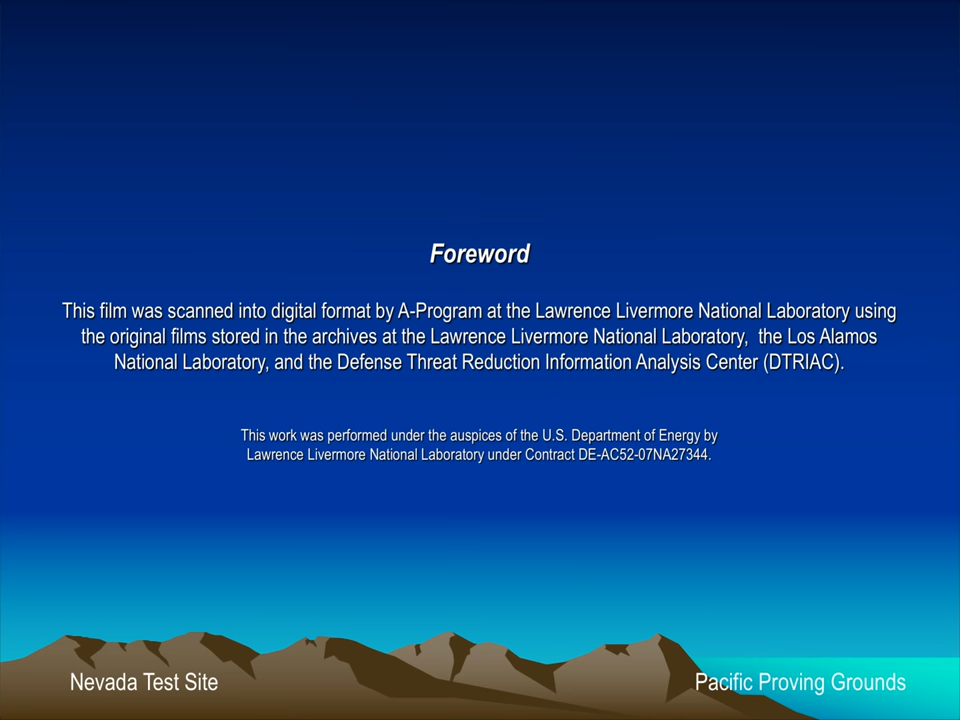 Foreword
This film was scanned into digital format by A-Program at the Lawrence Livermore National Laboratory using
the original films stored in the archives at the Lawrence Livermore National Laboratory, the Los Alamos
National Laboratory, and the Defense Threat Reduction Information Analysis Center (DTRIAC).
This work was performed under the auspices of the U.S. Department of Energy by
Lawrence Livermore National Laboratory under Contract DE-AC52-07NA27344.
Nevada Test Site
Pacific Proving Grounds